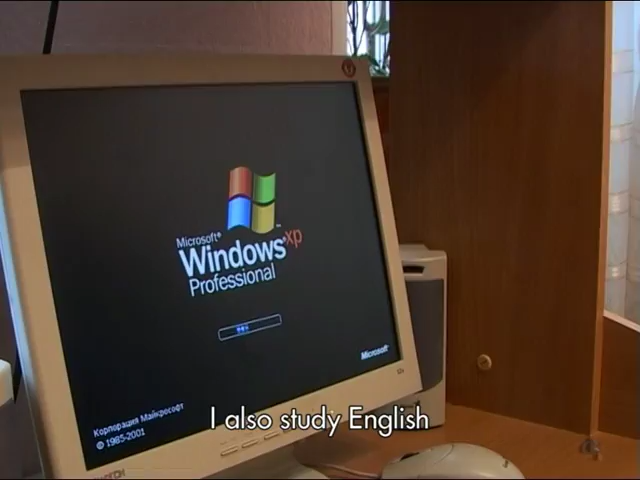 Microsoft®
Windows xp
Professional
Microsoft®
Корпорация Майкрософт
© 1985-2001
I also study English